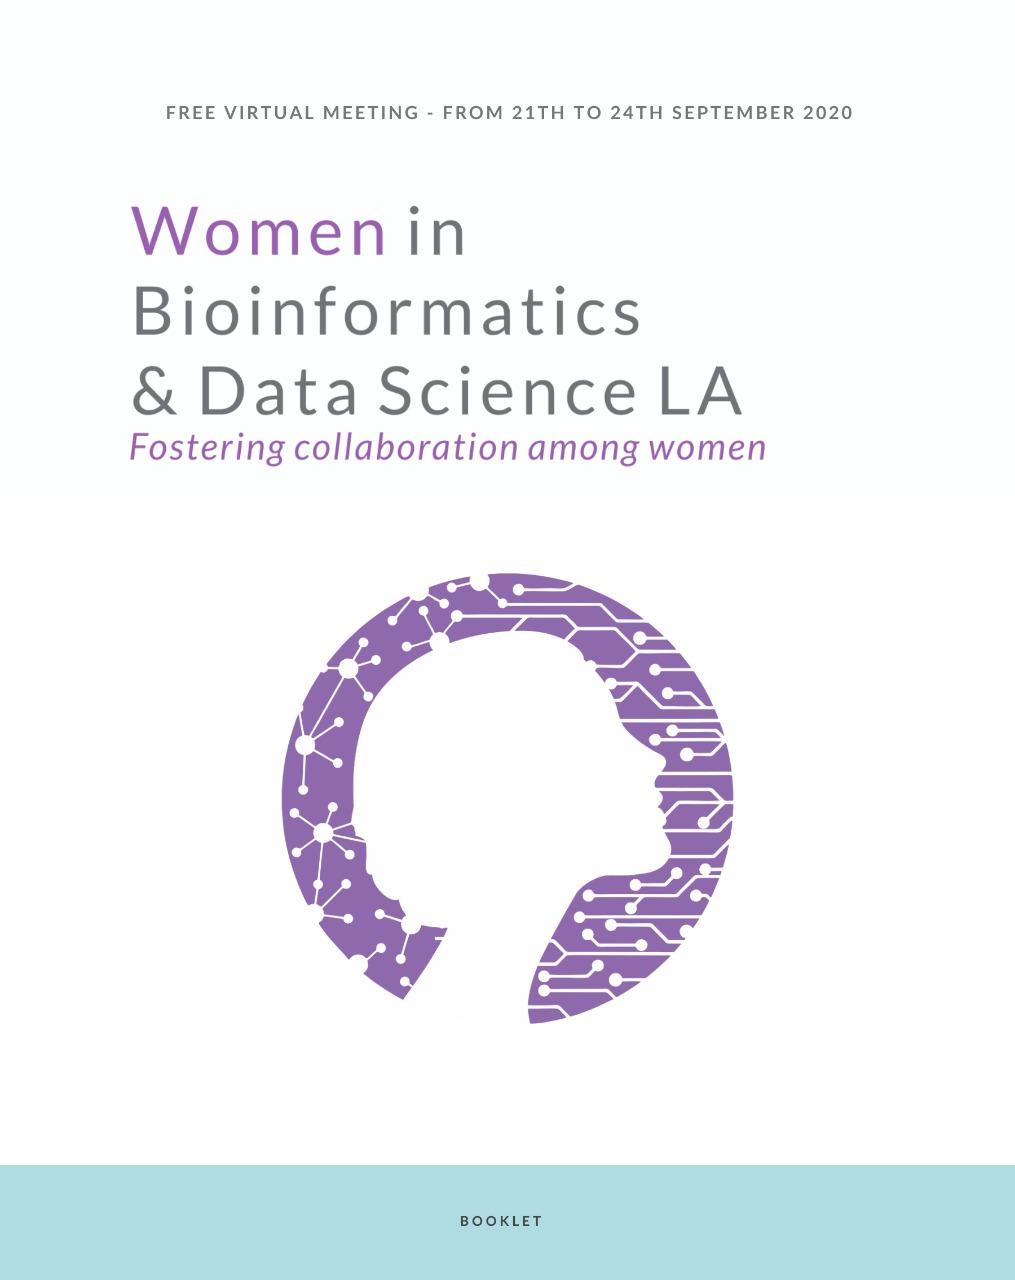 FREE VIRTUAL MEETING - FROM 21TH TO 24TH SEPTEMBER 2020
Women in
Bioinformatics
& Data Science LA
Fostering collaboration among women
BOOKLET